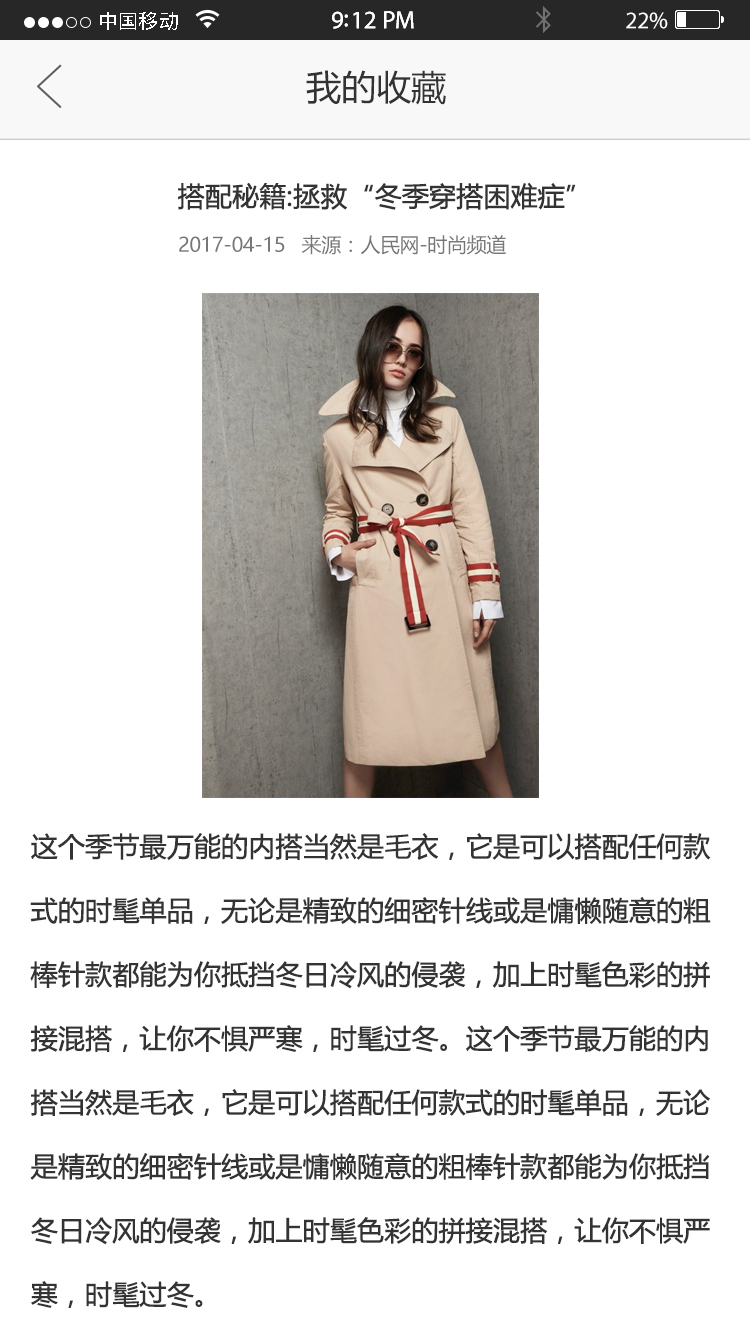 中国移动 9:12 PM 22%
我的收藏
搭配秘籍:拯救“冬季穿搭困难症”
2017-04-15 来源：人民网-时尚频道
这个季节最万能的内搭当然是毛衣，它是可以搭配任何款
式的时髦单品，无论是精致的细密针线或是慵懒随意的粗
棒针款都能为你抵挡冬日冷风的侵袭，加上时髦色彩的拼
接混搭，让你不惧严寒，时髦过冬。这个季节最万能的内
搭当然是毛衣，它是可以搭配任何款式的时髦单品，无论
是精致的细密针线或是慵懒随意的粗棒针款都能为你抵挡
冬日冷风的侵袭，加上时髦色彩的拼接混搭，让你不惧严
寒，时髦过冬。